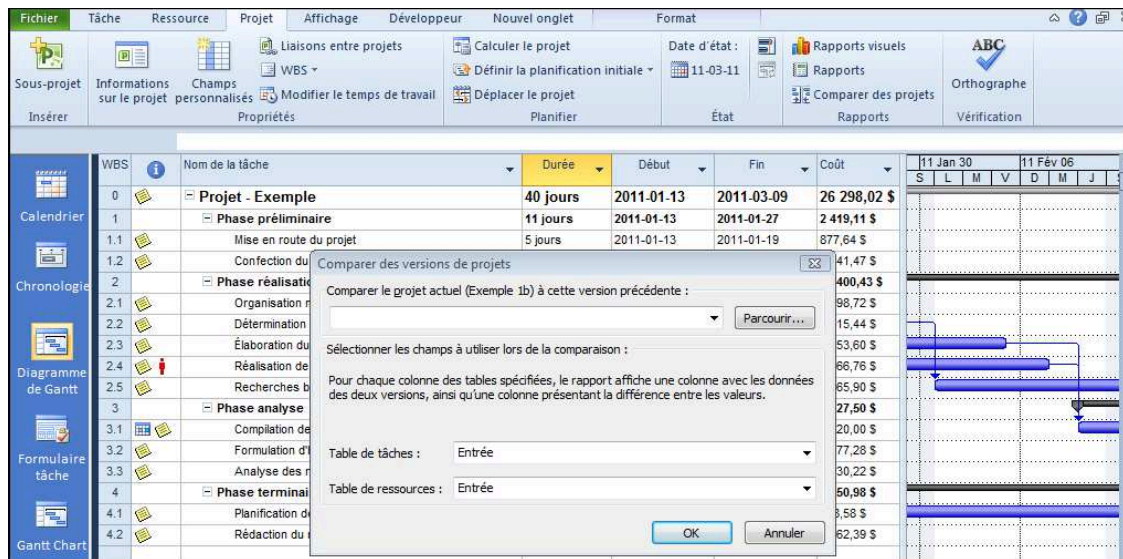 Fichier Tâche Ressource Projet Affichage Développeur Nouvel onglet Format
Liaisons entre projets Calculer le projet Date d'état : Rapports visuels ABC
WBS Définir la planification initiale 11-03-11 Rapports
Sous-projet Informations sur le projet Champs personnalisés Modifier le temps de travail Déplacer le projet Comparer des projets Orthographe
Insérer Propriétés Planifier État Rapports Vérification
WBS Nom de la tâche Durée Début Fin Coût 11 Jan 30 11 Fév 06
S L M V D M J
0 Projet - Exemple 40 jours 2011-01-13 2011-03-09 26 298,02 $
Calendrier
1 Phase préliminaire 11 jours 2011-01-13 2011-01-27 2 419,11 $
1.1 Mise en route du projet 5 jours 2011-01-13 2011-01-19 877,64 $
1.2 Confection du 41,47 $
Chronologie
2 Phase réalisatio 400,43 $
2.1 Organisation 98,72 $
2.2 Détermination 15,44 $
2.3 Élaboration du 53,60 $
2.4 Réalisation de 66,76 $
Diagramme de Gantt
2.5 Recherches b 65,90 $
3 Phase analyse 27,50 $
3.1 Compilation de 20,00 $
3.2 Formulation d'h 77,28 $
Formulaire tâche
3.3 Analyse des r 30,22 $
4 Phase terminai 50,98 $
4.1 Planification de 3,58 $
4.2 Rédaction du 62,39 $
Gantt Chart
Comparer des versions de projets
Comparer le projet actuel (Exemple 1b) à cette version précédente :
Parcourir...
Sélectionner les champs à utiliser lors de la comparaison :
Pour chaque colonne des tables spécifiées, le rapport affiche une colonne avec les données
des deux versions, ainsi qu'une colonne présentant la différence entre les valeurs.
Table de tâches : Entrée
Table de ressources : Entrée
OK Annuler